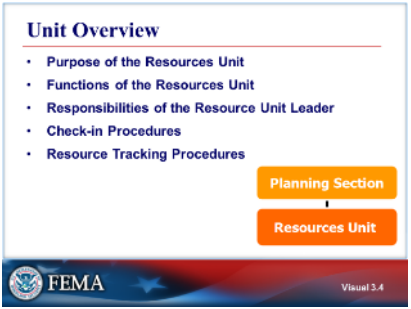 Unit Overview
• Purpose of the Resources Unit
• Functions of the Resources Unit
• Responsibilities of the Resource Unit Leader
• Check-in Procedures
• Resource Tracking Procedures
Planning Section
Resources Unit
FEMA
Visual 3.4